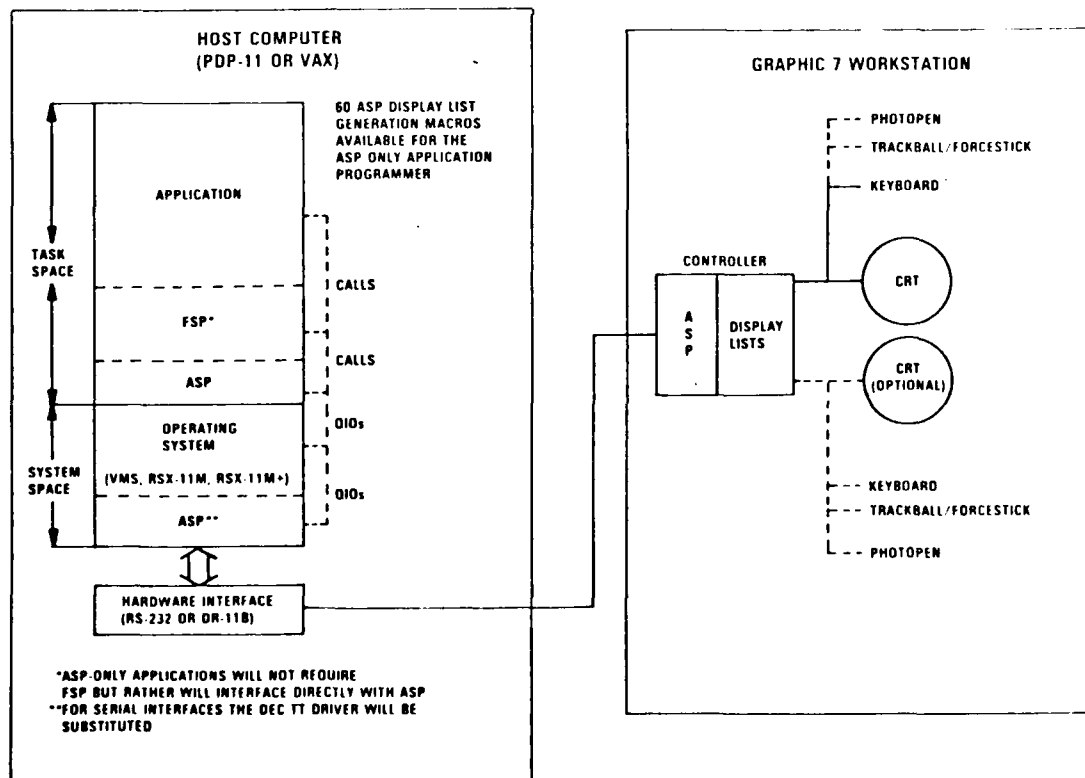 HOST COMPUTER
(PDP-11 OR VAX)
60 ASP DISPLAY LIST
GENERATION MACROS
AVAILABLE FOR THE
ASP ONLY APPLICATION
PROGRAMMER
APPLICATION
TASK
SPACE
CALLS
FSP*
CALLS
ASP
QIOs
OPERATING
SYSTEM
(VMS, RSX-11M, RSX-11M+)
SYSTEM
SPACE
QIOs
ASP**
HARDWARE INTERFACE
(RS-232 OR DR-11B)
*ASP-ONLY APPLICATIONS WILL NOT REQUIRE
FSP BUT RATHER WILL INTERFACE DIRECTLY WITH ASP
**FOR SERIAL INTERFACES THE DEC TT DRIVER WILL BE
SUBSTITUTED
GRAPHIC 7 WORKSTATION
PHOTOPEN
TRACKBALL/FORCESTICK
KEYBOARD
CONTROLLER
ASP
DISPLAY
LISTS
CRT
CRT
(OPTIONAL)
KEYBOARD
TRACKBALL/FORCESTICK
PHOTOPEN